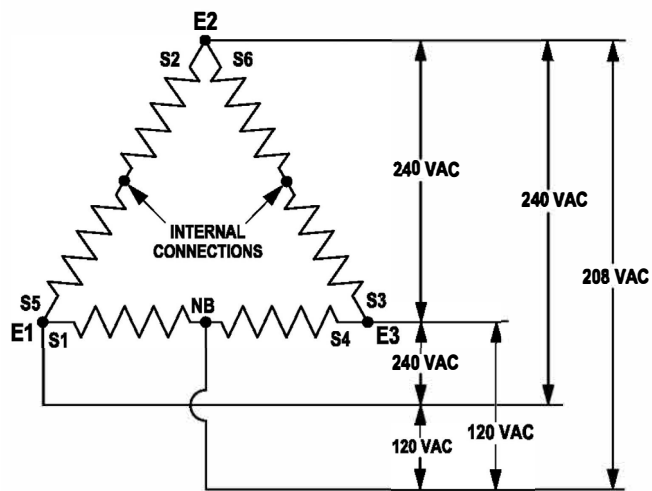 E2
S2
S6
240 VAC
240 VAC
208 VAC
INTERNAL
CONNECTIONS
S5
NB
S3
E1
S1
S4
E3
240 VAC
120 VAC
120 VAC